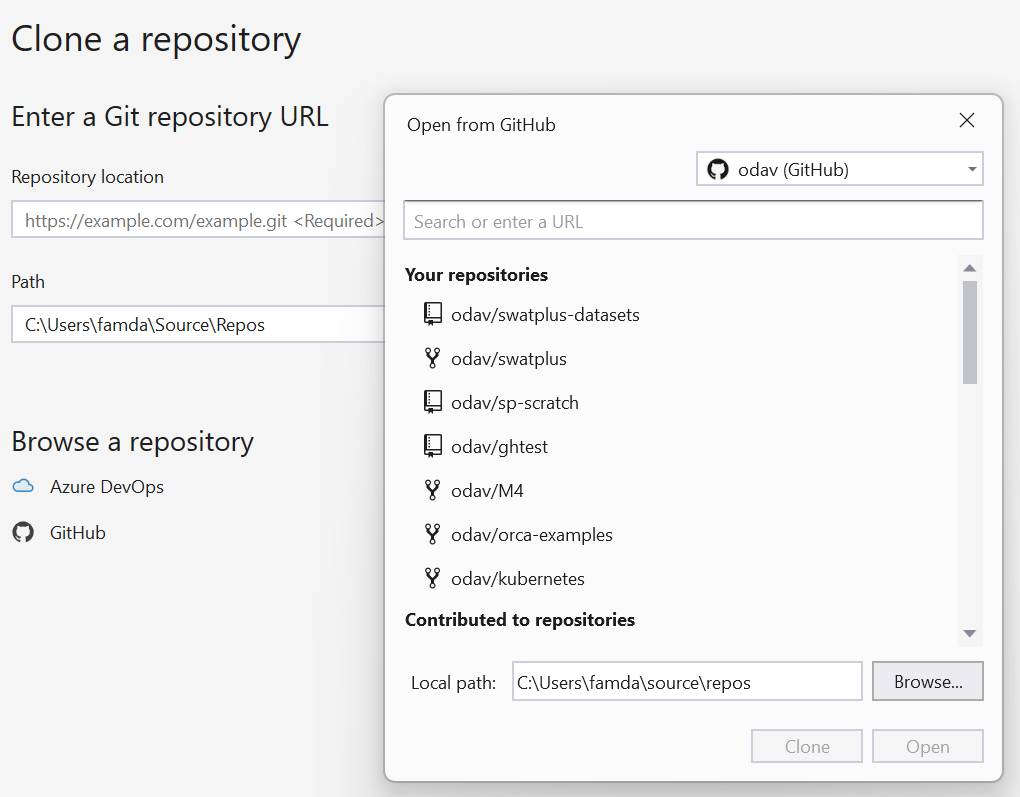 Clone a repository
Enter a Git repository URL
Repository location
https://example.com/example.git <Required>
Path
C:\Users\famda\Source\Repos
Browse a repository
Azure DevOps
GitHub
Open from GitHub
odav (GitHub)
Search or enter a URL
Your repositories
odav/swatplus-datasets
odav/swatplus
odav/sp-scratch
odav/ghtest
odav/M4
odav/orca-examples
odav/kubernetes
Contributed to repositories
Local path: C:\Users\famda\source\repos Browse...
Clone Open